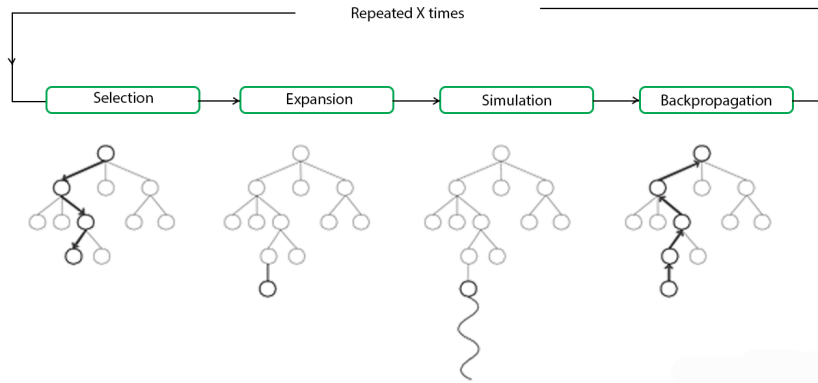 Repeated X times
Selection
Expansion
Simulation
Backpropagation